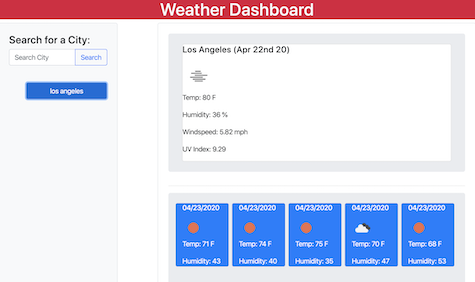 Weather Dashboard
Search for a City:
Search City
Search
los angeles
Los Angeles (Apr 22nd 20)
Temp: 80 F
Humidity: 36 %
Windspeed: 5.82 mph
UV Index: 9.29
04/23/2020
Temp: 71 F
Humidity: 43
04/23/2020
Temp: 74 F
Humidity: 40
04/23/2020
Temp: 75 F
Humidity: 35
04/23/2020
Temp: 70 F
Humidity: 47
04/23/2020
Temp: 68 F
Humidity: 53